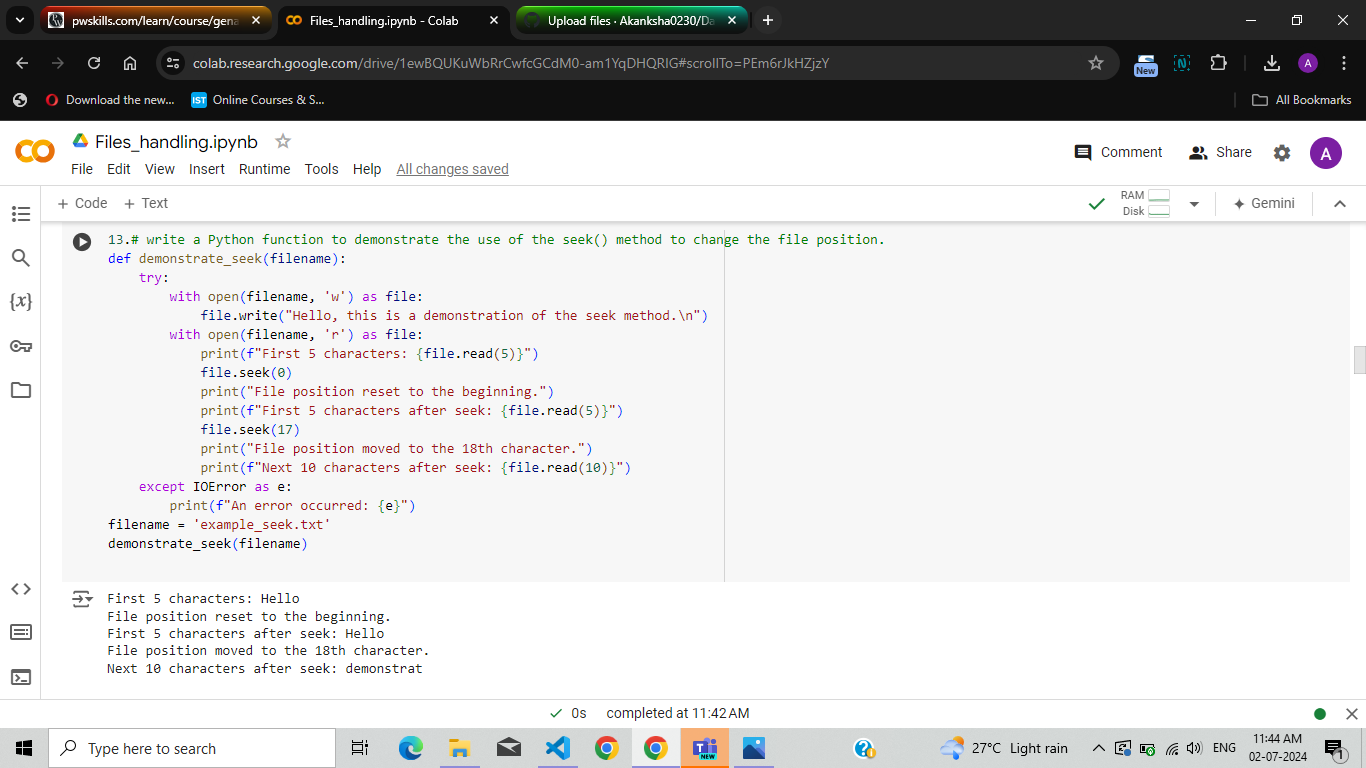 pwskills.com/learn/course/gena
Files_handling.ipynb - Colab
Upload files · Akanksha0230/Da
colab.research.google.com/drive/1ewBQUKuWbRrCwfcGCdM0-am1YqDHQRIG#scrollTo=PEm6rJkHZjzY
New
A
Download the new...
IST Online Courses & S...
All Bookmarks
Files_handling.ipynb
File Edit View Insert Runtime Tools Help All changes saved
Comment
Share
A
+ Code + Text
RAM
Disk
Gemini
{x}
13.# write a Python function to demonstrate the use of the seek() method to change the file position.
def demonstrate_seek(filename):
    try:
        with open(filename, 'w') as file:
            file.write("Hello, this is a demonstration of the seek method.\n")
        with open(filename, 'r') as file:
            print(f"First 5 characters: {file.read(5)}")
            file.seek(0)
            print("File position reset to the beginning.")
            print(f"First 5 characters after seek: {file.read(5)}")
            file.seek(17)
            print("File position moved to the 18th character.")
            print(f"Next 10 characters after seek: {file.read(10)}")
    except IOError as e:
        print(f"An error occurred: {e}")
filename = 'example_seek.txt'
demonstrate_seek(filename)
First 5 characters: Hello
File position reset to the beginning.
First 5 characters after seek: Hello
File position moved to the 18th character.
Next 10 characters after seek: demonstrat
0s completed at 11:42 AM
Type here to search
NEW
27°C Light rain
ENG
11:44 AM
02-07-2024
1